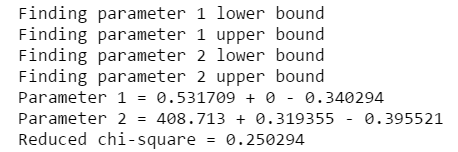 Finding parameter 1 lower bound
Finding parameter 1 upper bound
Finding parameter 2 lower bound
Finding parameter 2 upper bound
Parameter 1 = 0.531709 + 0 - 0.340294
Parameter 2 = 408.713 + 0.319355 - 0.395521
Reduced chi-square = 0.250294